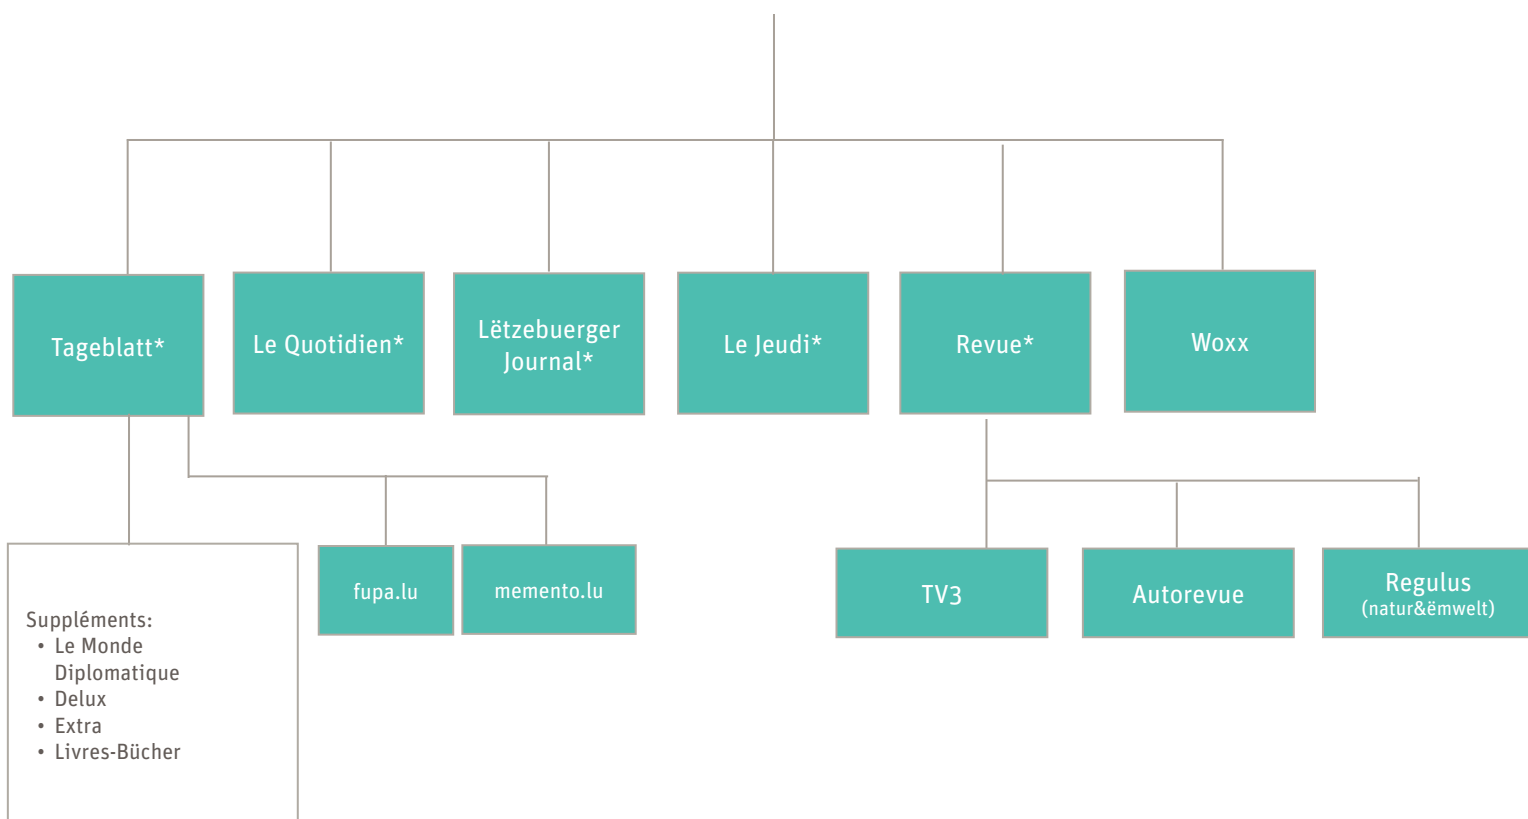 Tageblatt*
Le Quotidien*
Lëtzebuerger
Journal*
Le Jeudi*
Revue*
Woxx
fupa.lu
memento.lu
TV3
Autorevue
Regulus
(natur&ëmwelt)
Suppléments:
• Le Monde
Diplomatique
• Delux
• Extra
• Livres-Bücher